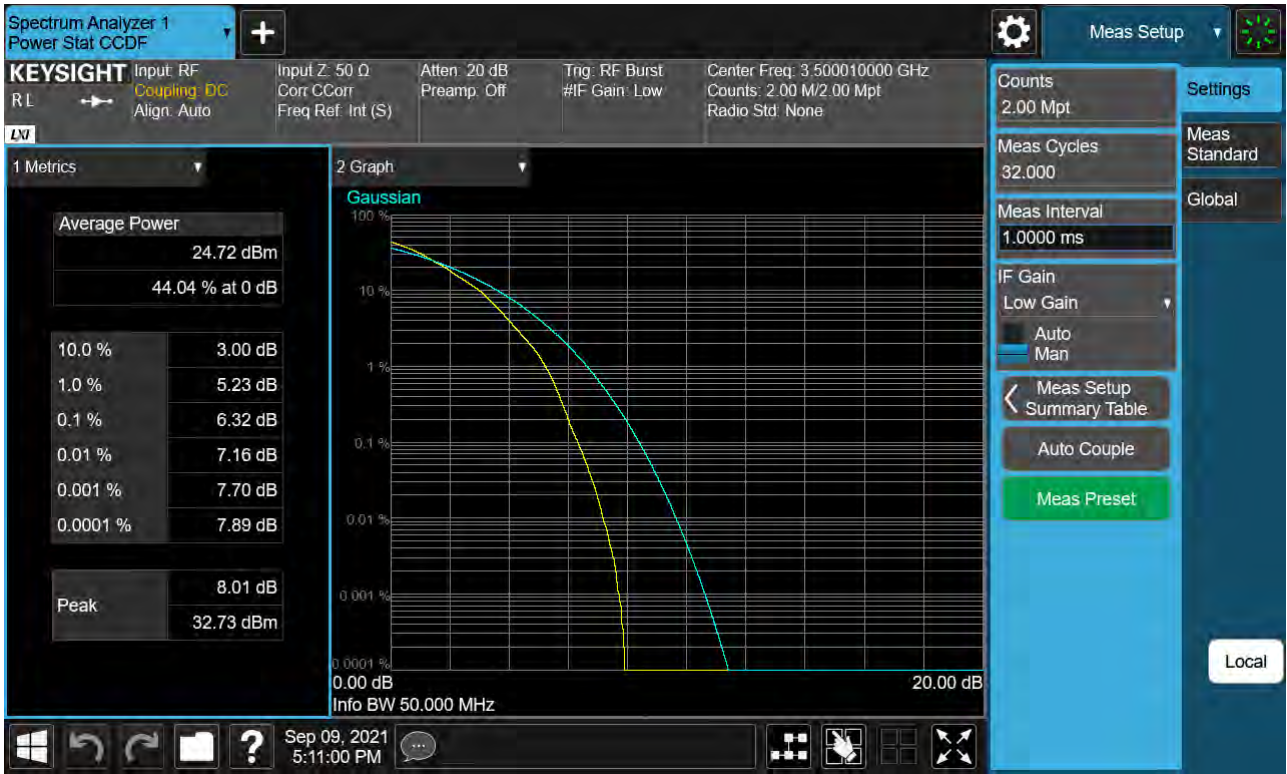 Spectrum Analyzer 1
Power Stat CCDF
Meas Setup
KEYSIGHT
RL
LXI
Input: RF
Coupling: DC
Align: Auto
Input Z: 50 Ω
Corr CCorr
Freq Ref: Int (S)
Atten: 20 dB
Preamp: Off
Trig: RF Burst
#IF Gain: Low
Center Freq: 3.500010000 GHz
Counts: 2.00 M/2.00 Mpt
Radio Std: None
1 Metrics
Average Power
24.72 dBm
44.04 % at 0 dB
10.0 % 3.00 dB
1.0 % 5.23 dB
0.1 % 6.32 dB
0.01 % 7.16 dB
0.001 % 7.70 dB
0.0001 % 7.89 dB
Peak
8.01 dB
32.73 dBm
2 Graph
Gaussian
100 %
10 %
1 %
0.1 %
0.01 %
0.001 %
0.0001 %
0.00 dB 20.00 dB
Info BW 50.000 MHz
Counts
2.00 Mpt
Meas Cycles
32.000
Meas Interval
1.0000 ms
IF Gain
Low Gain
Auto
Man
Meas Setup
Summary Table
Auto Couple
Meas Preset
Settings
Meas
Standard
Global
Local
?
Sep 09, 2021
5:11:00 PM